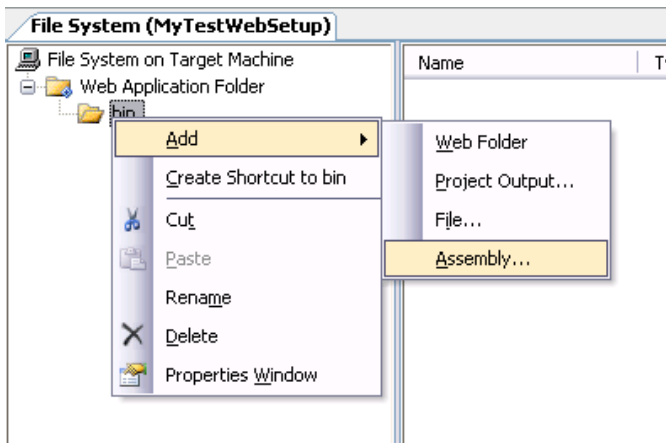 File System (MyTestWebSetup)
File System on Target Machine
Web Application Folder
bin
Name
T
Add
Create Shortcut to bin
Cut
Paste
Rename
Delete
Properties Window
Web Folder
Project Output...
File...
Assembly...